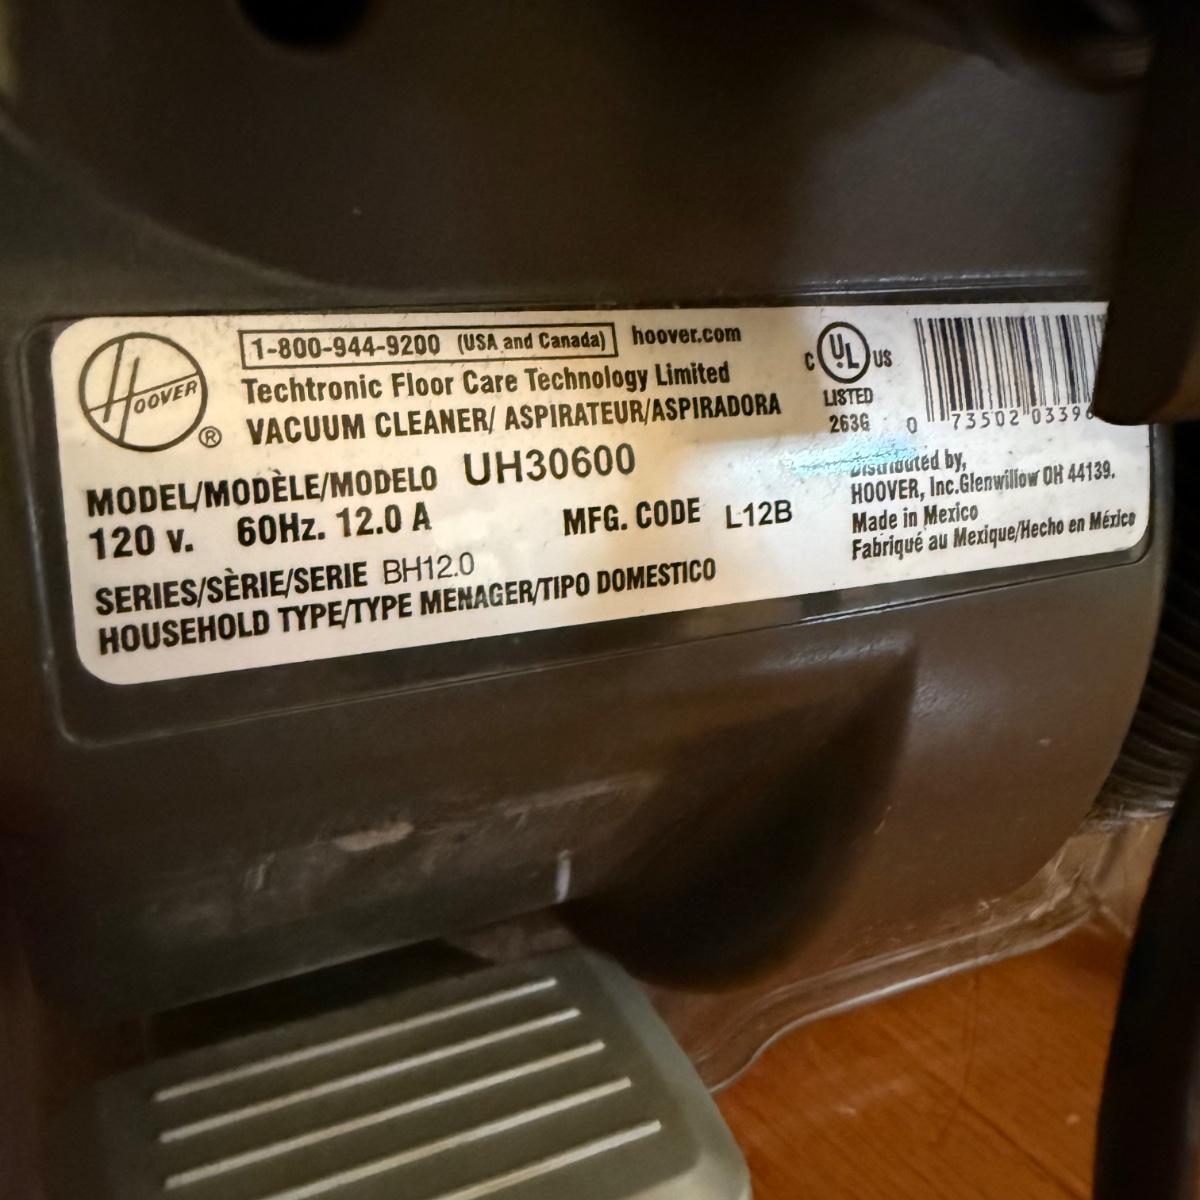 HOOVER ®
1-800-944-9200 (USA and Canada) hoover.com
Techtronic Floor Care Technology Limited
VACUUM CLEANER/ ASPIRATEUR/ASPIRADORA
MODEL/MODÈLE/MODELO UH30600
120 v. 60Hz. 12.0 A MFG. CODE L12B
SERIES/SÈRIE/SERIE BH12.0
HOUSEHOLD TYPE/TYPE MENAGER/TIPO DOMESTICO
C UL US
LISTED
263G
0 73502 0339
Distributed by,
HOOVER, Inc.Glenwillow OH 44139.
Made in Mexico
Fabriqué au Mexique/Hecho en México